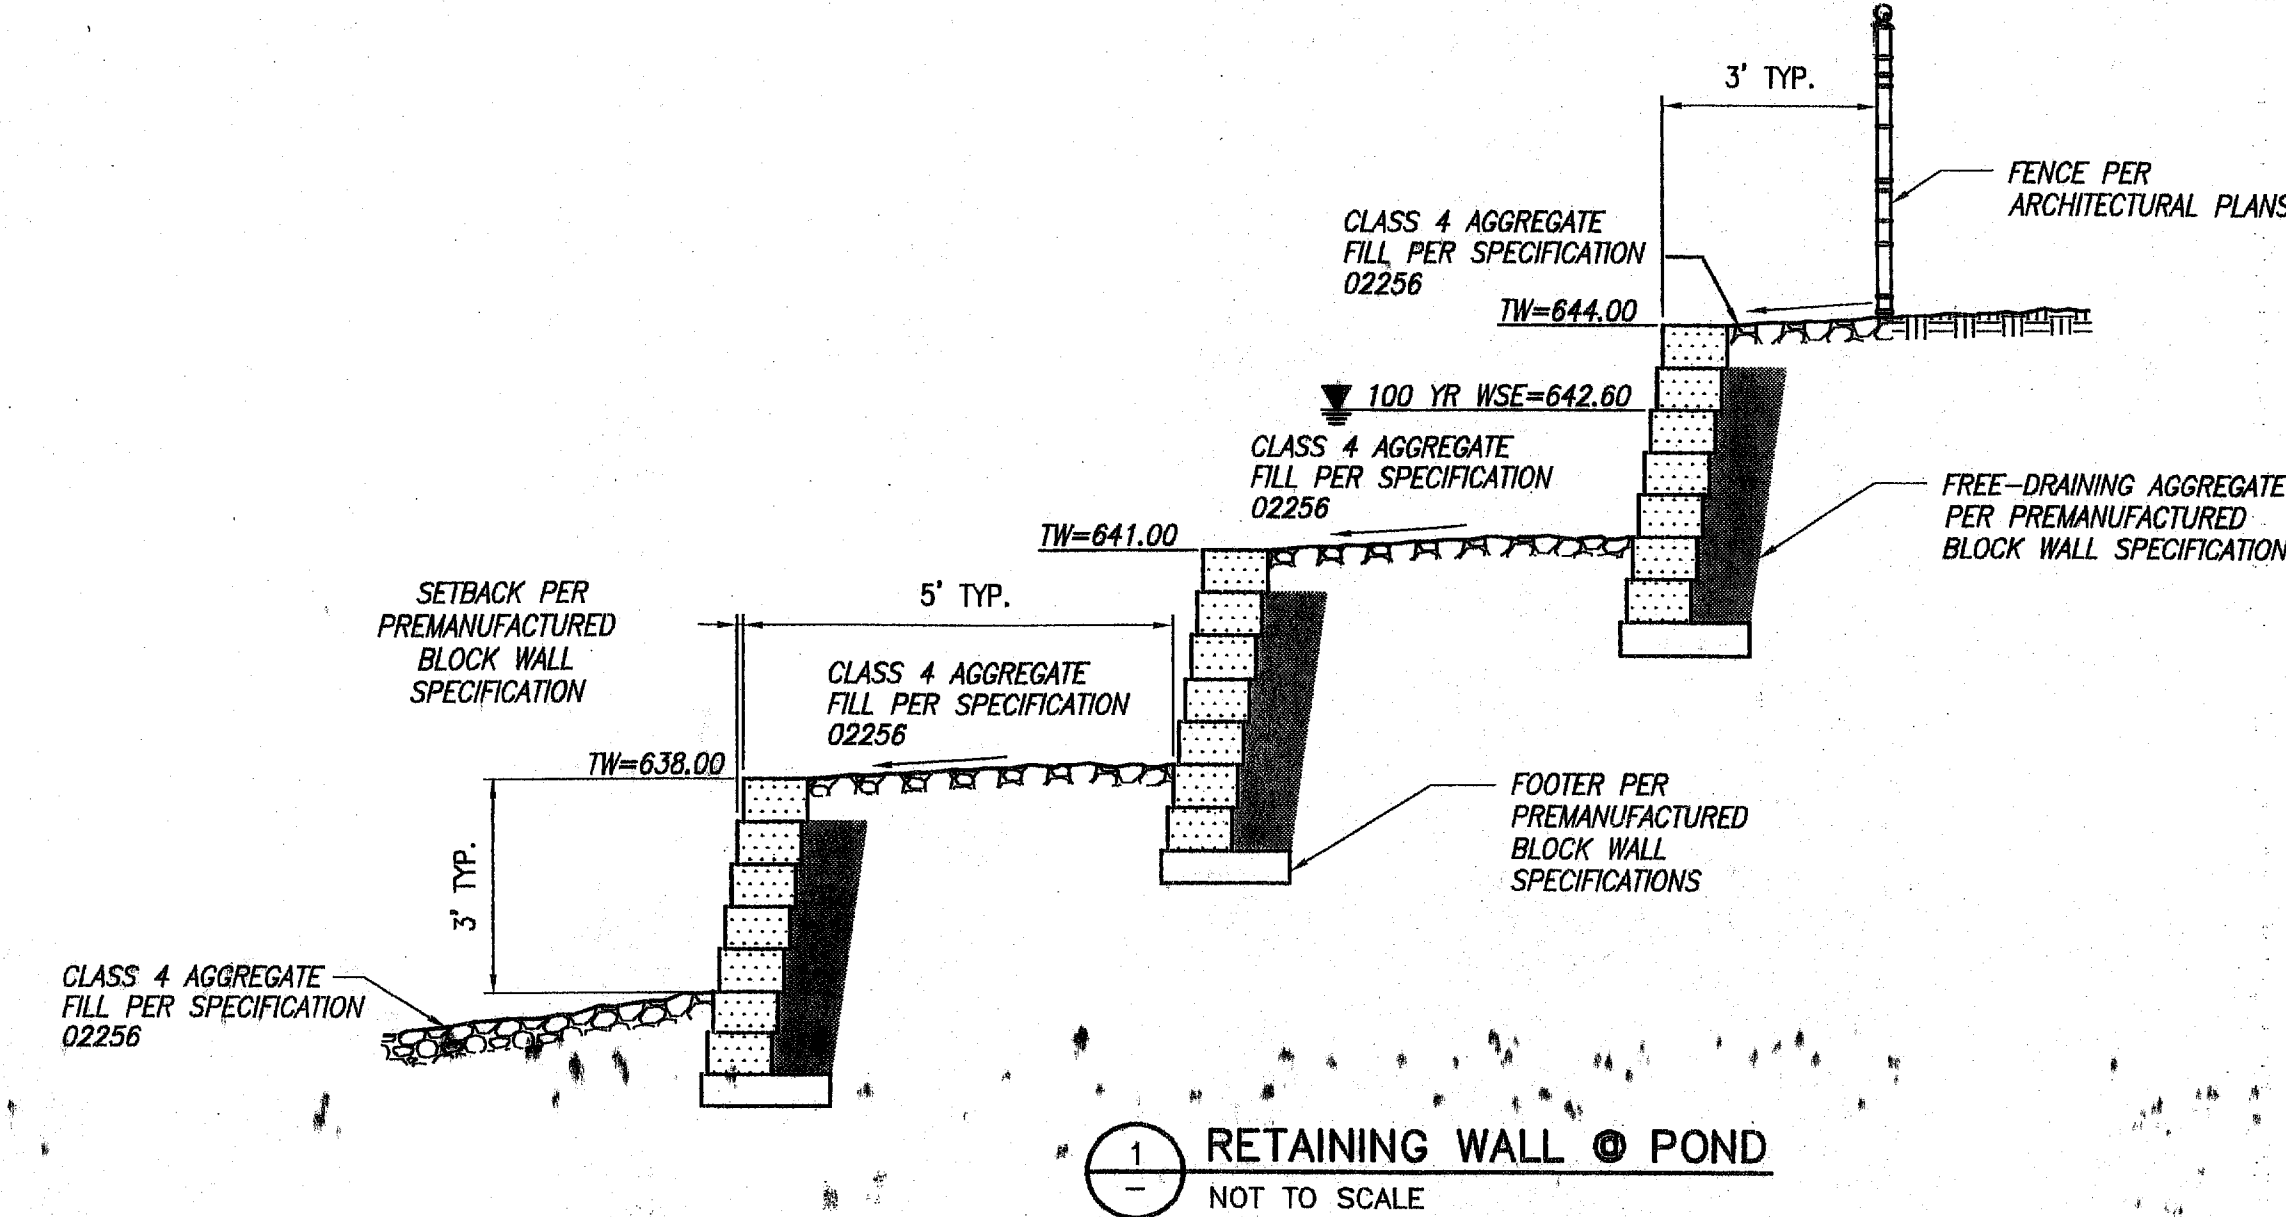 3' TYP.
FENCE PER
ARCHITECTURAL PLANS
CLASS 4 AGGREGATE
FILL PER SPECIFICATION
02256
TW=644.00
100 YR WSE=642.60
CLASS 4 AGGREGATE
FILL PER SPECIFICATION
02256
FREE-DRAINING AGGREGATE
PER PREMANUFACTURED
BLOCK WALL SPECIFICATION
TW=641.00
SETBACK PER
PREMANUFACTURED
BLOCK WALL
SPECIFICATION
5' TYP.
CLASS 4 AGGREGATE
FILL PER SPECIFICATION
02256
TW=638.00
3' TYP.
FOOTER PER
PREMANUFACTURED
BLOCK WALL
SPECIFICATIONS
CLASS 4 AGGREGATE
FILL PER SPECIFICATION
02256
1
-
RETAINING WALL @ POND
NOT TO SCALE